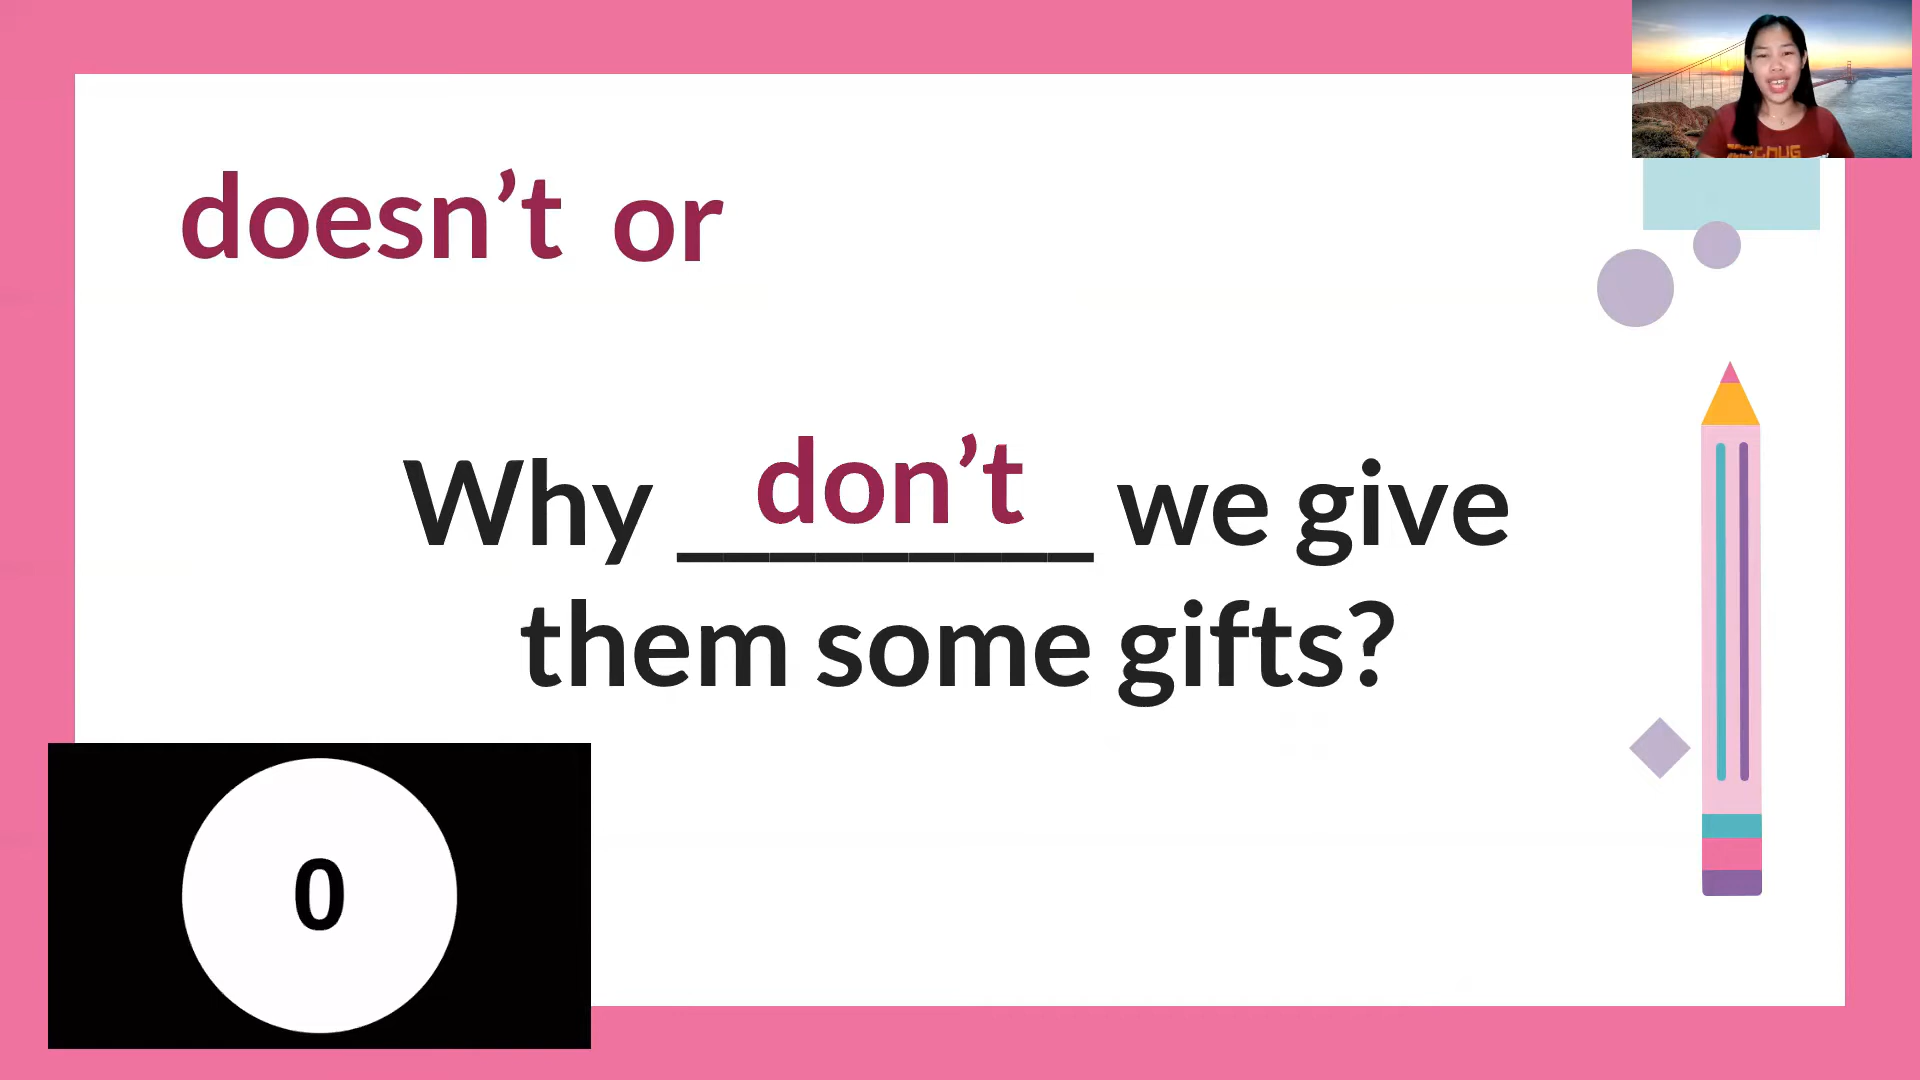 doesn’t or
Why don’t we give
them some gifts?
0